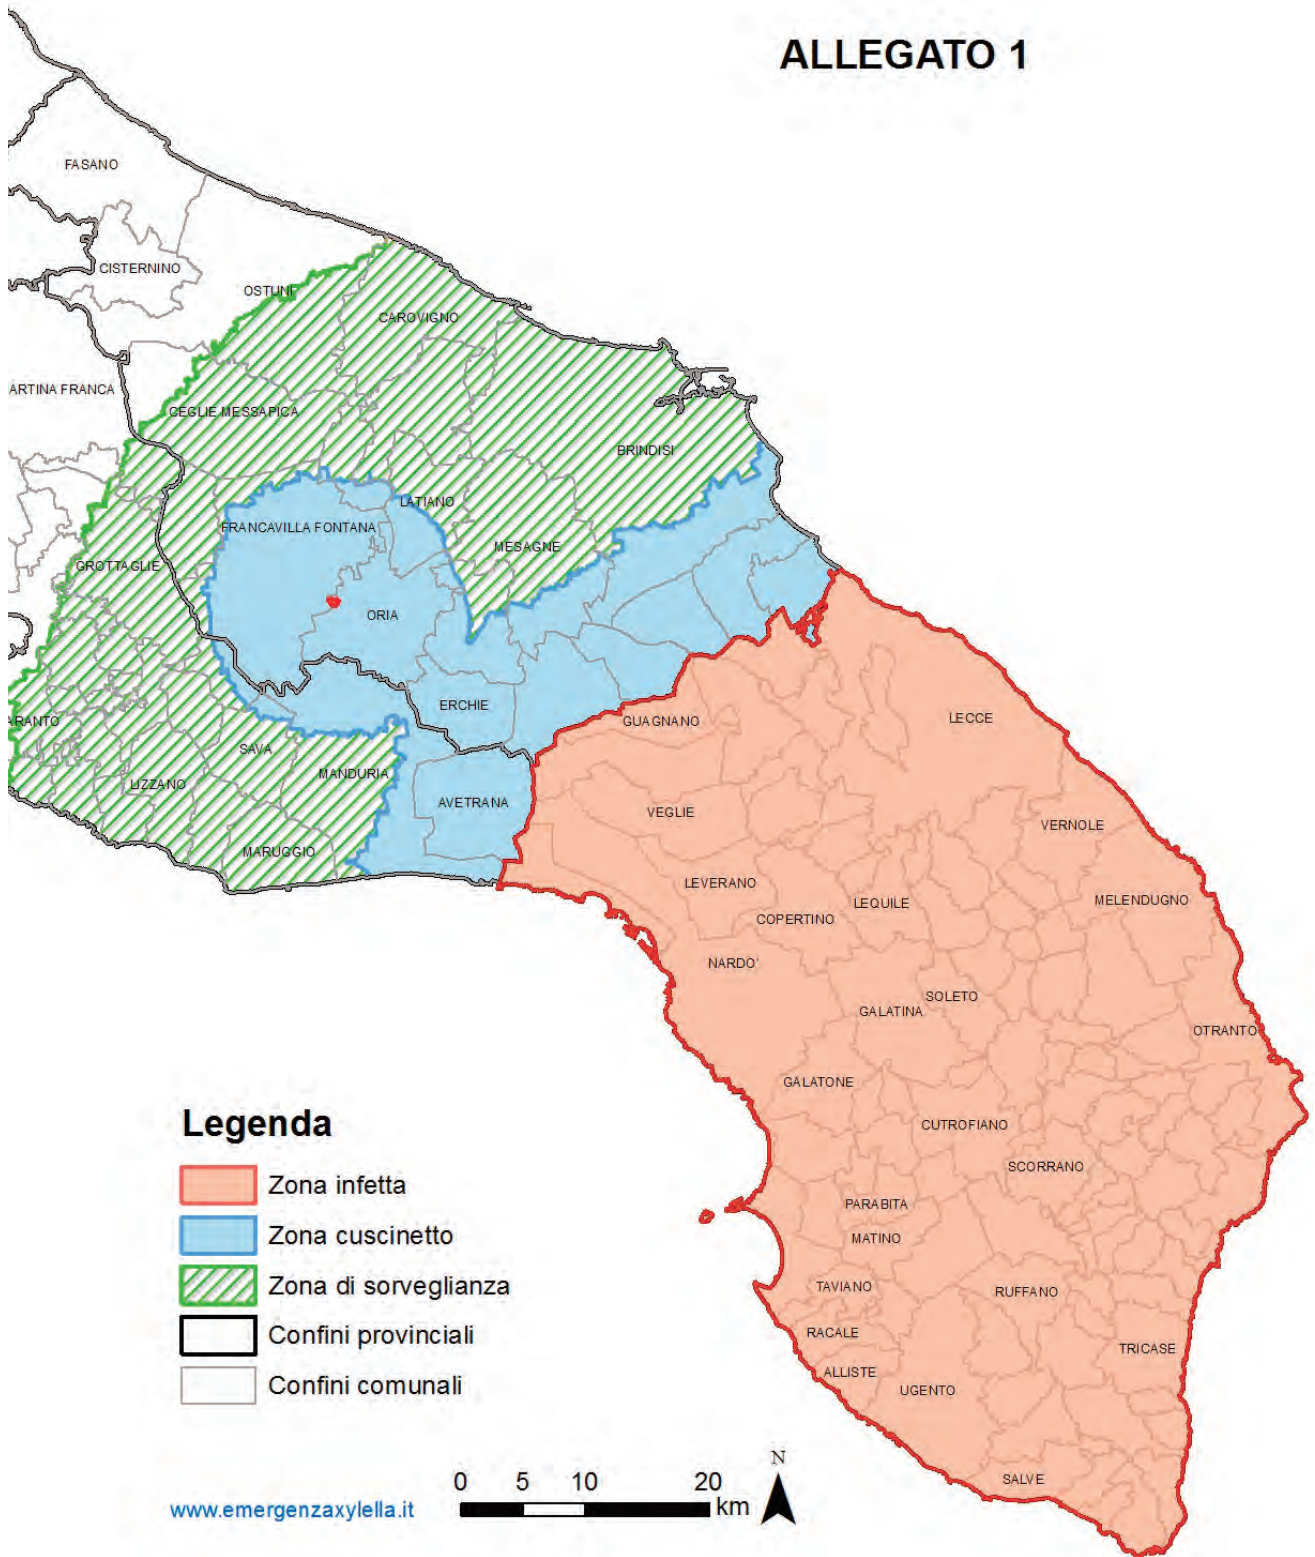 ALLEGATO 1
FASANO
CISTERNINO
OSTUNI
CAROVIGNO
ARTINA FRANCA
CEGLIE MESSAPICA
BRINDISI
LATIANO
FRANCAVILLA FONTANA
MESAGNE
GROTTAGLIE
ORIA
ERCHIE
GUAGNANO
LECCE
ARANTO
SAVA
MANDURIA
LIZZANO
AVETRANA
VEGLIE
VERNOLE
MARUGGIO
LEVERANO
LEQUILE
MELENDUGNO
COPERTINO
NARDO'
SOLETO
GALATINA
OTRANTO
GALATONE
CUTROFIANO
SCORRANO
PARABITA
MATINO
TAVIANO
RUFFANO
RACALE
TRICASE
ALLISTE
UGENTO
SALVE
Legenda
Zona infetta
Zona cuscinetto
Zona di sorveglianza
Confini provinciali
Confini comunali
www.emergenzaxylella.it
0 5 10 20
km
N